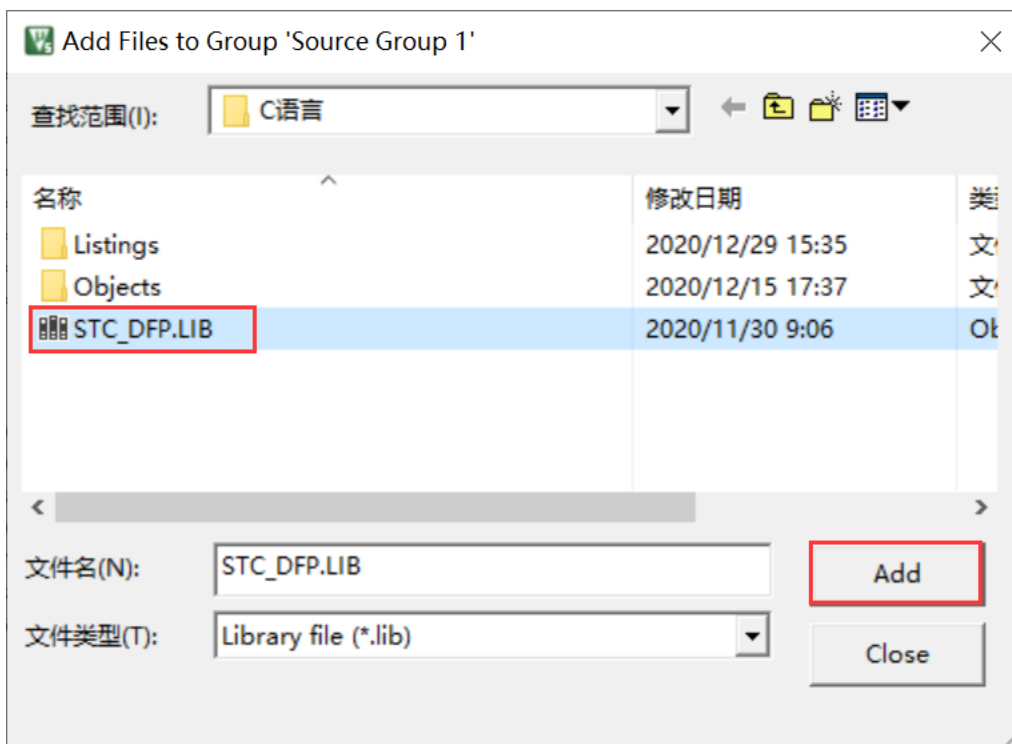 Add Files to Group 'Source Group 1'
查找范围(I): C语言
名称 修改日期
Listings 2020/12/29 15:35 文
Objects 2020/12/15 17:37 文
STC_DFP.LIB 2020/11/30 9:06
文件名(N): STC_DFP.LIB Add
文件类型(T): Library file (*.lib) Close